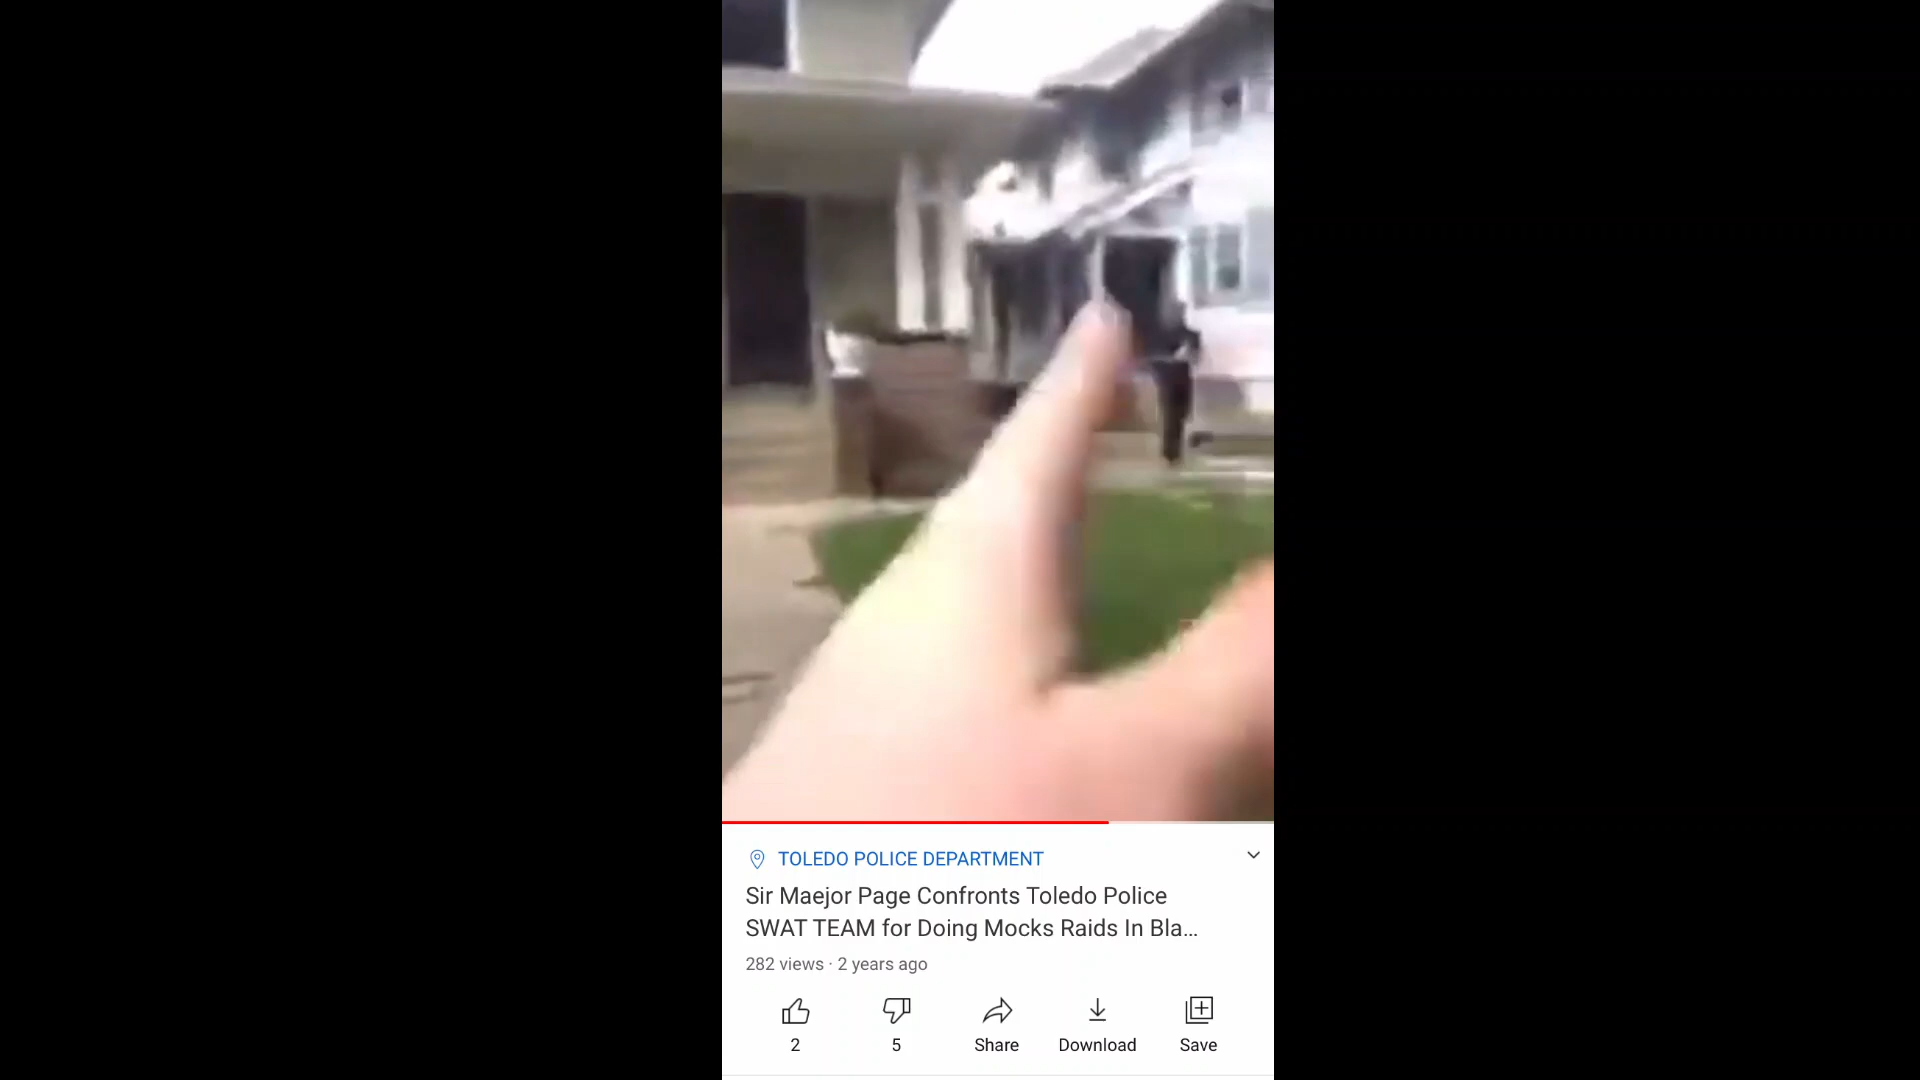 TOLEDO POLICE DEPARTMENT
Sir Maejor Page Confronts Toledo Police
SWAT TEAM for Doing Mocks Raids In Bla...
282 views · 2 years ago
2
5
Share
Download
Save